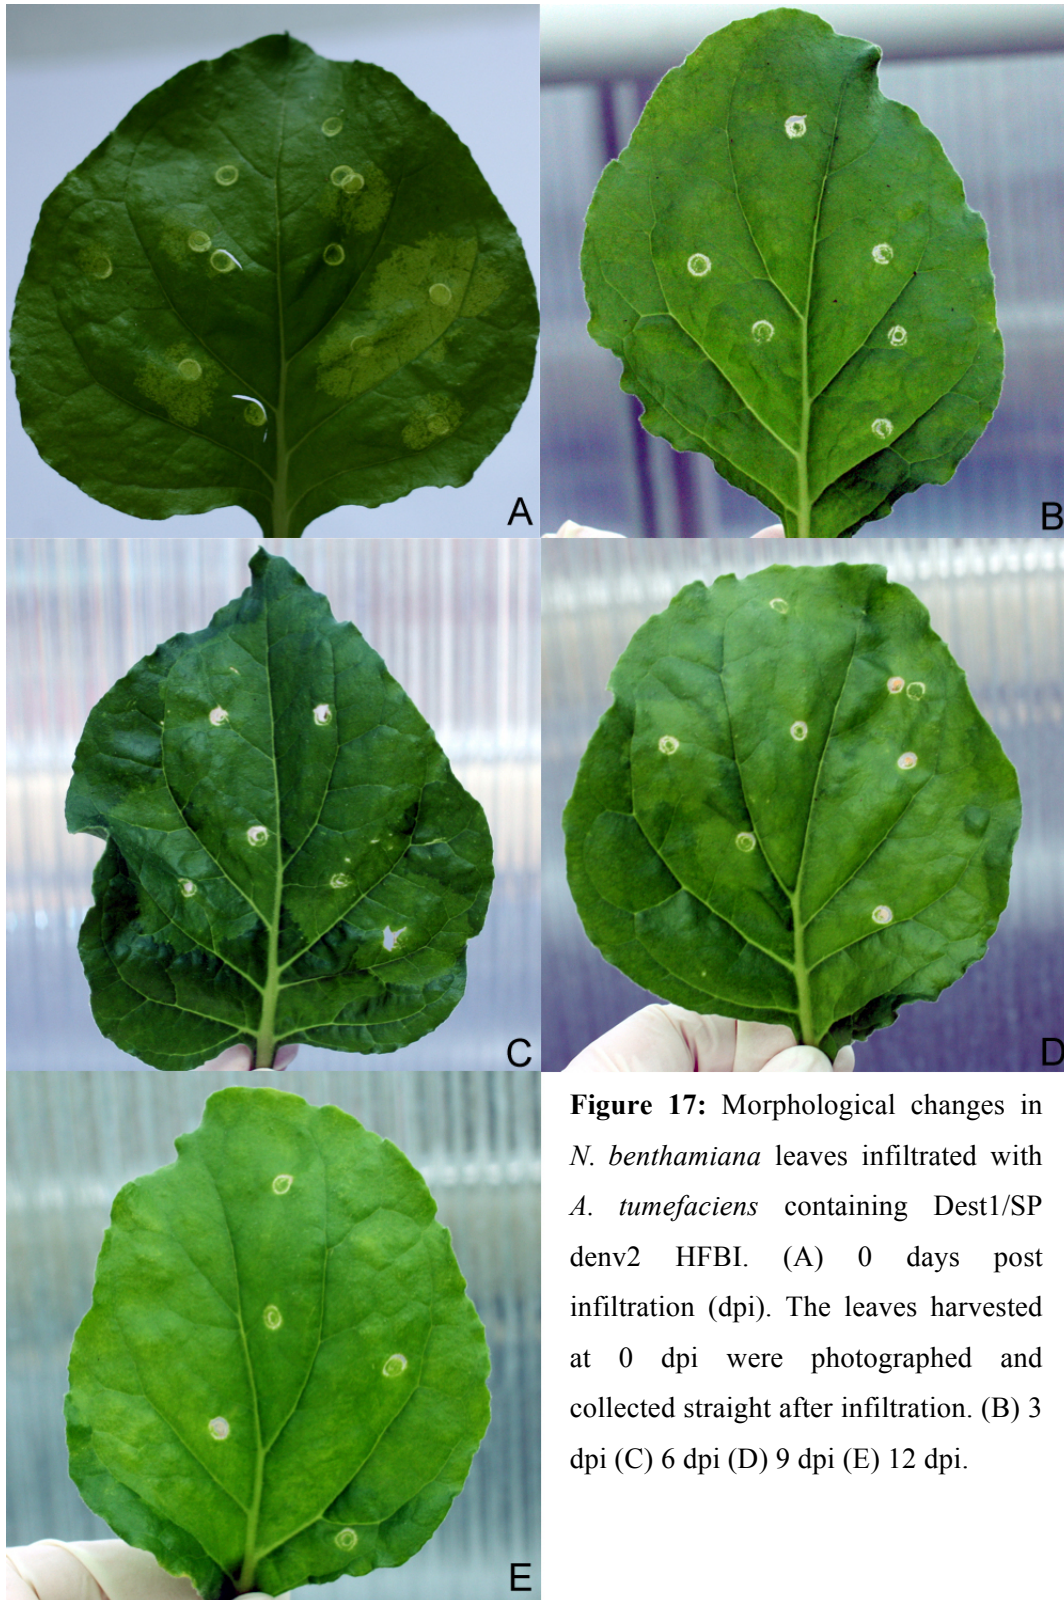 A
B
C
D
E
Figure 17: Morphological changes in
N. benthamiana leaves infiltrated with
A. tumefaciens containing Dest1/SP
denv2 HFBI. (A) 0 days post
infiltration (dpi). The leaves harvested
at 0 dpi were photographed and
collected straight after infiltration. (B) 3
dpi (C) 6 dpi (D) 9 dpi (E) 12 dpi.